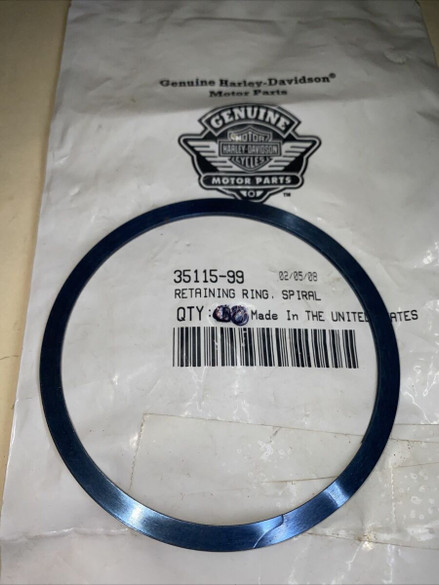 Genuine Harley-Davidson®
Motor Parts
GENUINE
MOTOR
HARLEY-DAVIDSON
CYCLES
MOTOR PARTS
TM
35115-99 02/05/08
RETAINING RING, SPIRAL
QTY: Made In THE UNITED ATES